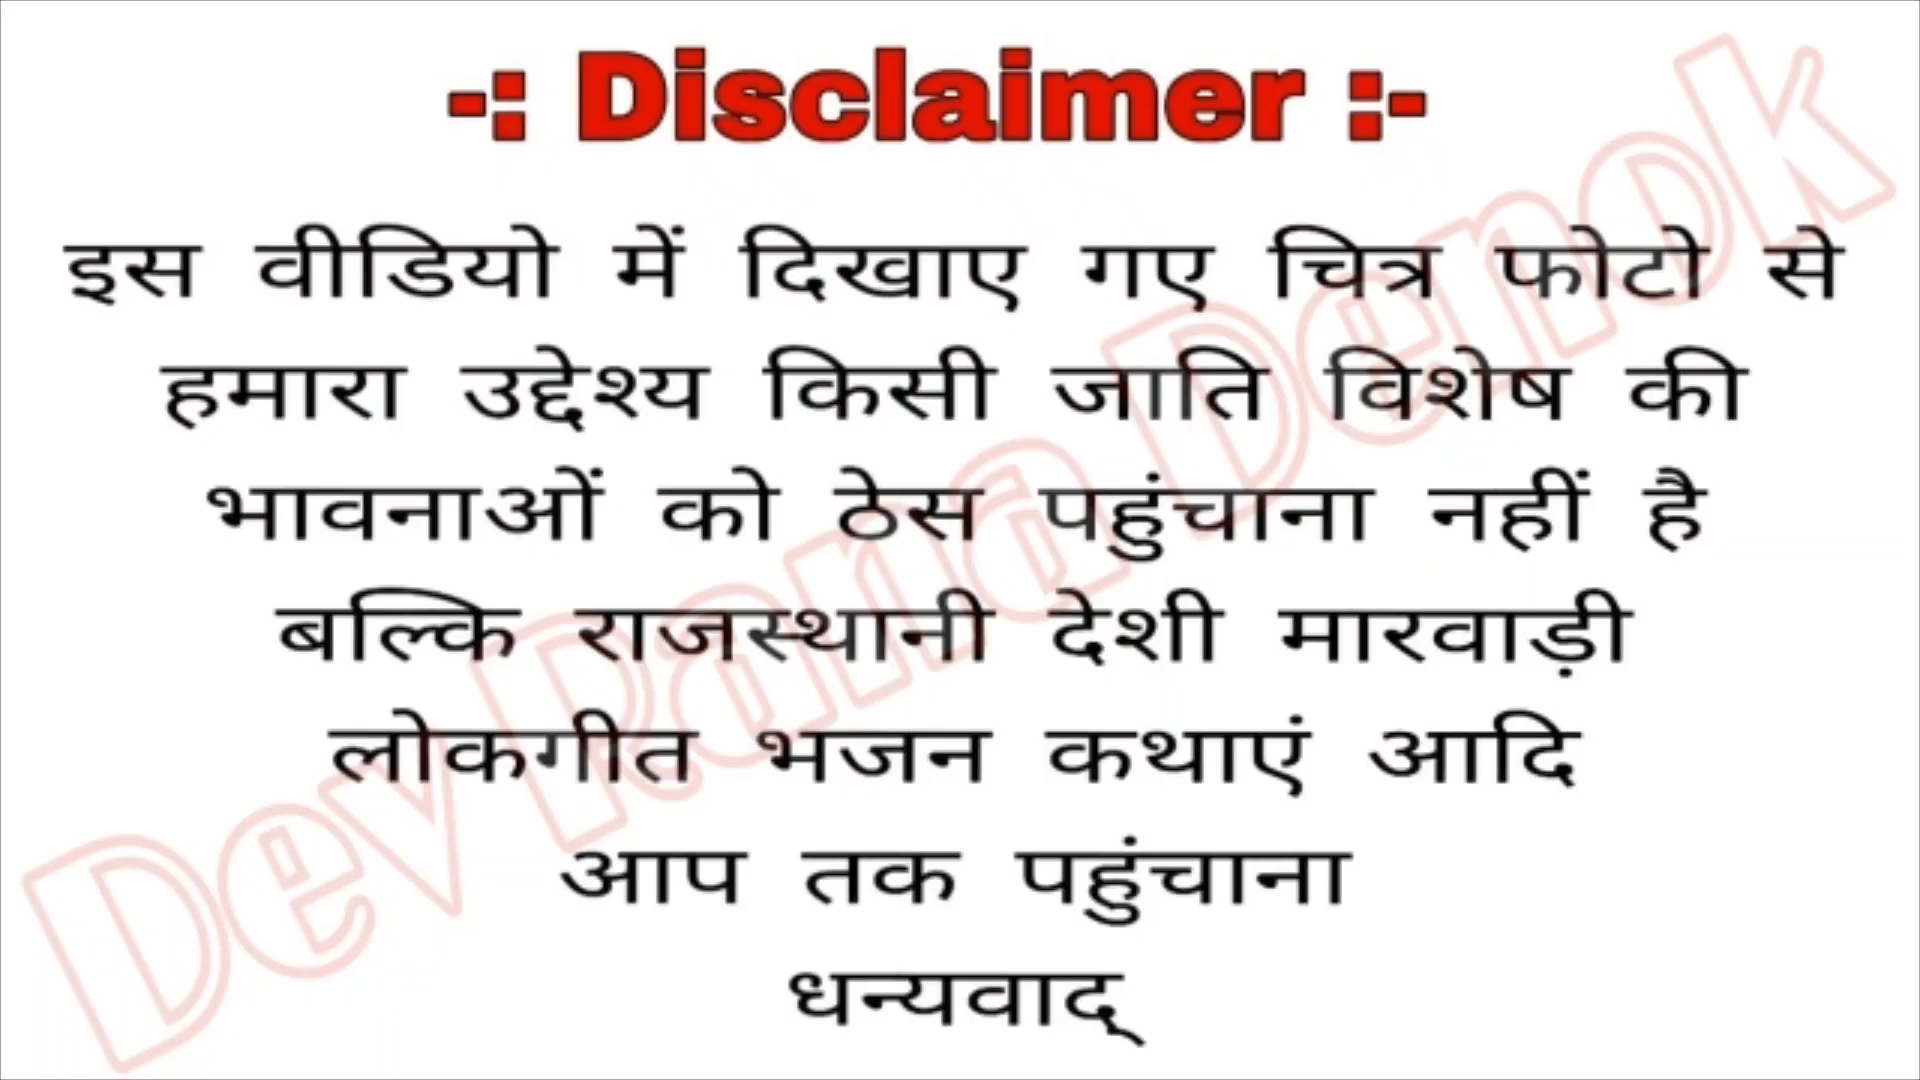 -: Disclaimer :-
इस वीडियो में दिखाए गए चित्र फोटो से
हमारा उद्देश्य किसी जाति विशेष की
भावनाओं को ठेस पहुंचाना नहीं है
बल्कि राजस्थानी देशी मारवाड़ी
लोकगीत भजन कथाएं आदि
आप तक पहुंचाना
धन्यवाद्
Dev Pana Denok